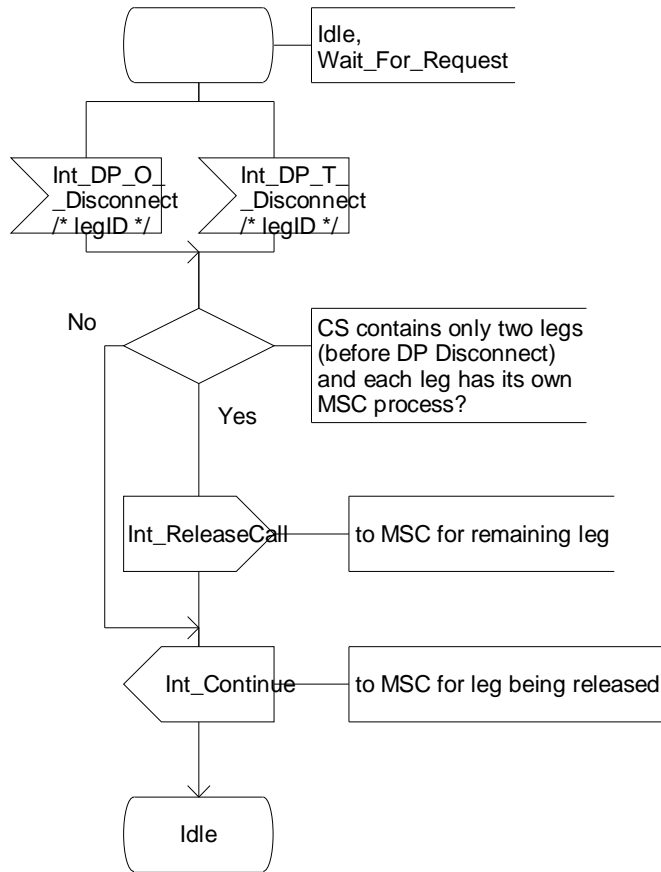 Idle,
Wait_For_Request
Int_DP_O_
_Disconnect
/* legID */
Int_DP_T_
_Disconnect
/* legID */
No
CS contains only two legs
(before DP Disconnect)
and each leg has its own
MSC process?
Yes
Int_ReleaseCall
to MSC for remaining leg
Int_Continue
to MSC for leg being released
Idle